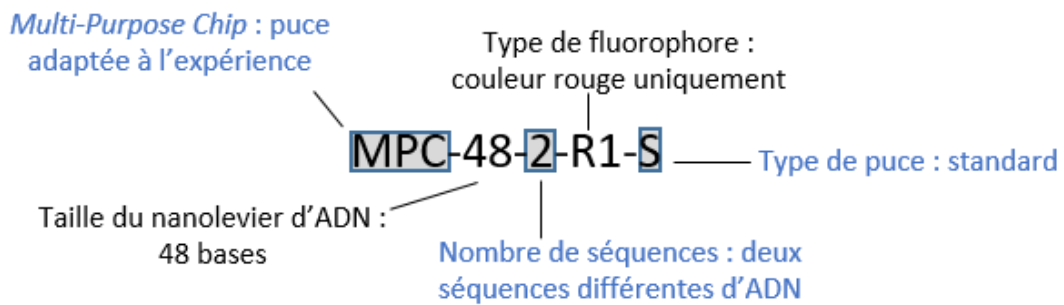 Multi-Purpose Chip : puce
adaptée à l’expérience
Type de fluorophore :
couleur rouge uniquement
MPC-48-2-R1-S
Type de puce : standard
Taille du nanolevier d’ADN :
48 bases
Nombre de séquences : deux
séquences différentes d’ADN